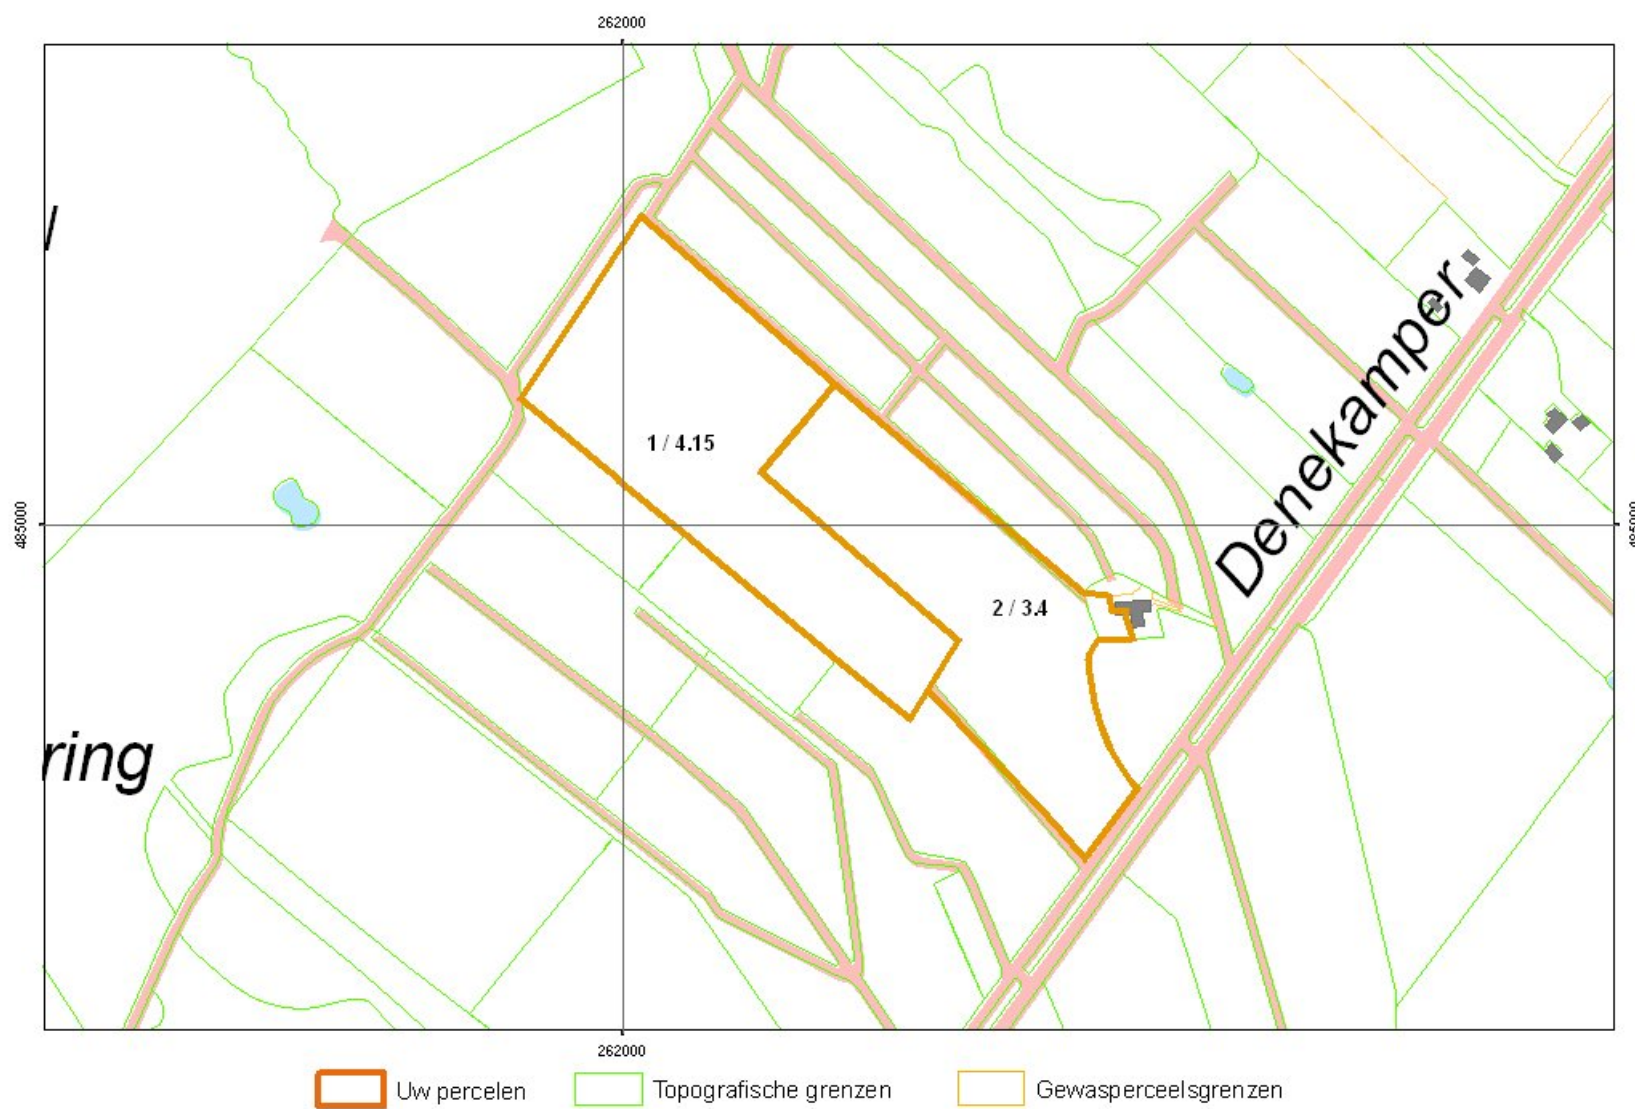 262000
l
Denekamper
1 / 4.15
485000
2 / 3.4
ring
262000
Uw percelen
Topografische grenzen
Gewasperceelsgrenzen